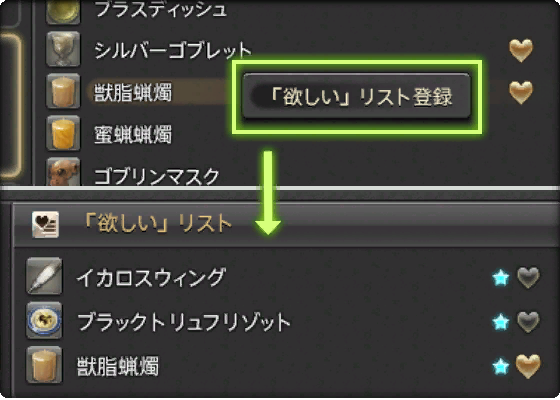 ブラスディッシュ
シルバーゴブレット
獣脂蝋燭
「欲しい」リスト登録
蜜蝋蝋燭
ゴブリンマスク
「欲しい」リスト
イカロスウィング
ブラックトリュフリゾット
獣脂蝋燭